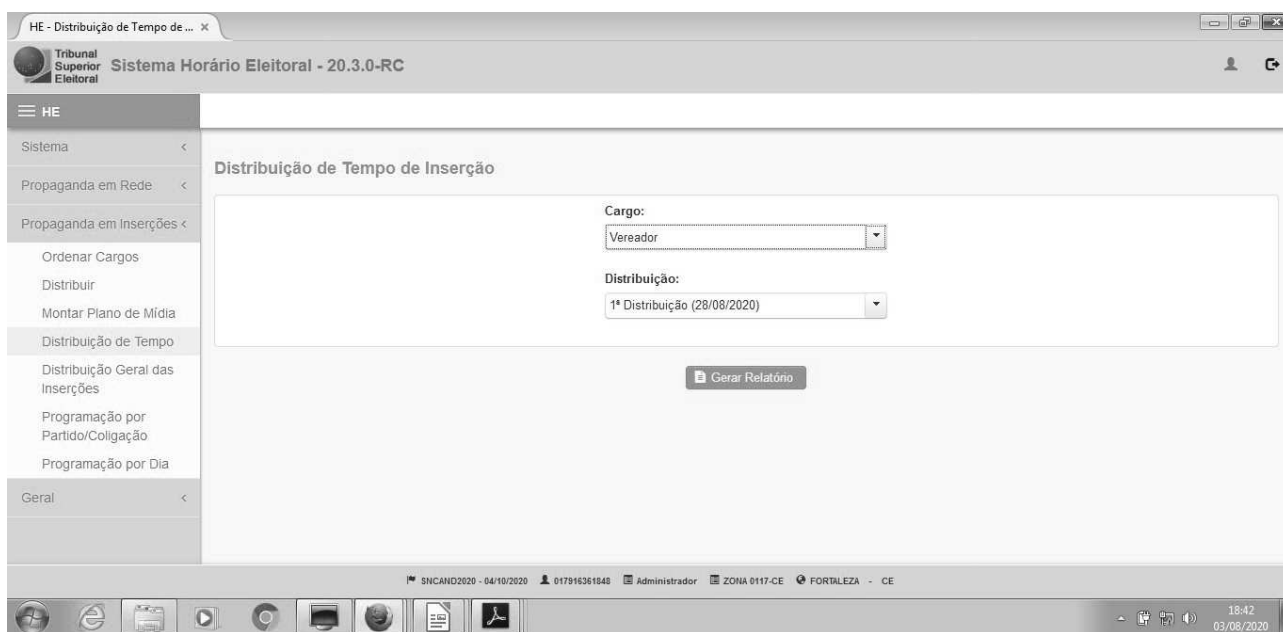 HE - Distribuição de Tempo de ...
Tribunal
Superior
Eleitoral
Sistema Horário Eleitoral - 20.3.0-RC
HE
Sistema
Propaganda em Rede
Propaganda em Inserções
Ordenar Cargos
Distribuir
Montar Plano de Mídia
Distribuição de Tempo
Distribuição Geral das
Inserções
Programação por
Partido/Coligação
Programação por Dia
Geral
Distribuição de Tempo de Inserção
Cargo:
Vereador
Distribuição:
1ª Distribuição (28/08/2020)
Gerar Relatório
SNCAND2020 - 04/10/2020 017916361848 Administrador ZONA 0117-CE FORTALEZA - CE
18:42
03/08/2020